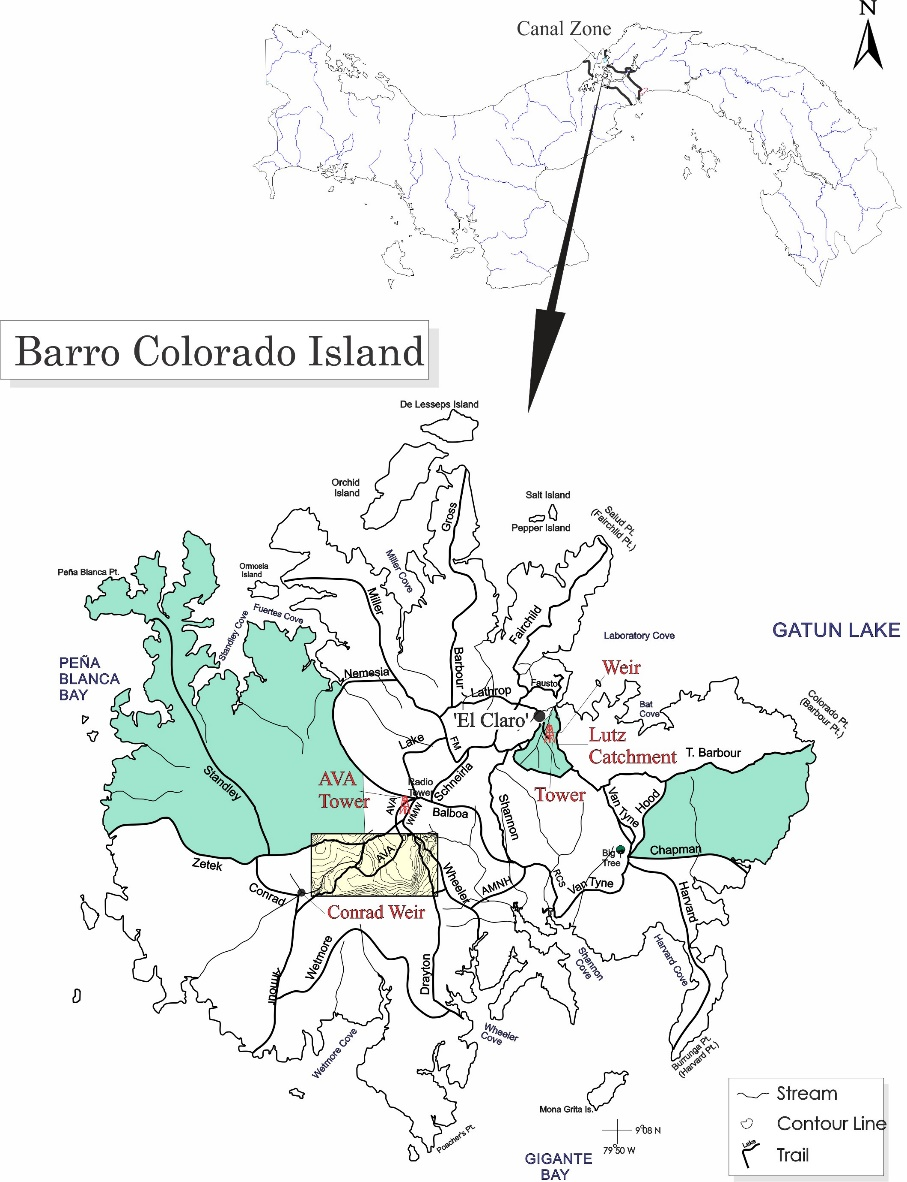 N
Canal Zone
Barro Colorado Island
De Lesseps Island
Orchid
Island
Gross
Salt Island
Pepper Island
Salud Pt.
(Fairchild Pt.)
Peña Blanca Pt.
Ormosia
Island
Miller Cove
Miller
Fuertes Cove
Standley Cove
Fairchild
Laboratory Cove
GATUN LAKE
PEÑA
BLANCA
BAY
Nemesia
Barbour
Lathrop
Fausto
Weir
Bat
Cove
Colorado Pt.
(Barbour Pt.)
'El Claro'
Lake
FM
Lutz
Catchment
T. Barbour
Standley
AVA
Tower
Radio
Tower
Schneirla
Tower
AVA
WMW
Balboa
Shannon
Van Tyne
Hood
Zetek
AVA
Big
Tree
Chapman
Conrad
Wheeler
AMNH
RCS
Van Tyne
Harvard
Conrad Weir
Wetmore
Drayton
Shannon
Cove
Harvard Cove
Wetmore Cove
Wheeler
Cove
Burrunga Pt.
(Harvard Pt.)
Mona Grita Is.
Poacher's Pt.
9°08 N
79°50 W
GIGANTE
BAY
Stream
Contour Line
Lake
Trail